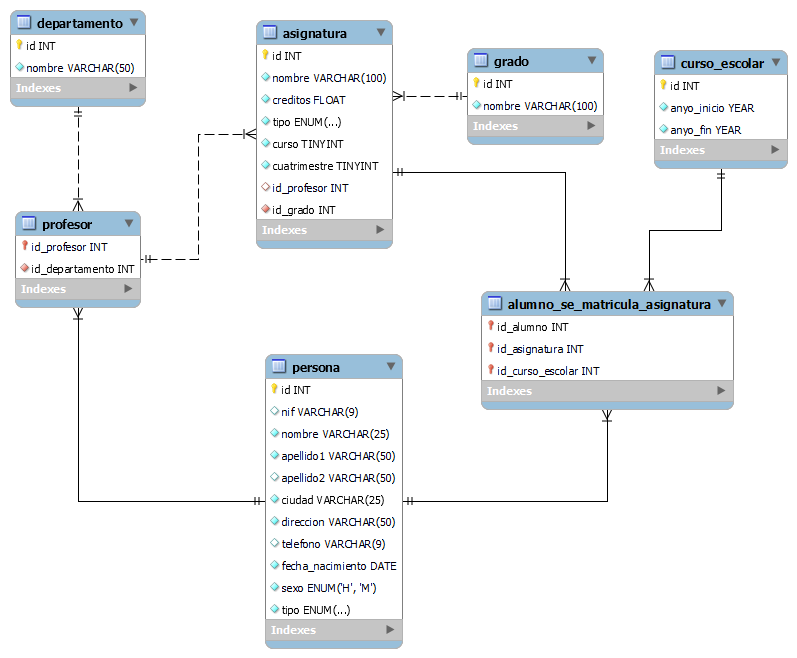 departamento
id INT
nombre VARCHAR(50)
Indexes
asignatura
id INT
nombre VARCHAR(100)
creditos FLOAT
tipo ENUM(...)
curso TINYINT
cuatrimestre TINYINT
id_profesor INT
id_grado INT
Indexes
grado
id INT
nombre VARCHAR(100)
Indexes
curso_escolar
id INT
anyo_inicio YEAR
anyo_fin YEAR
Indexes
profesor
id_profesor INT
id_departamento INT
Indexes
alumno_se_matricula_asignatura
id_alumno INT
id_asignatura INT
id_curso_escolar INT
Indexes
persona
id INT
nif VARCHAR(9)
nombre VARCHAR(25)
apellido1 VARCHAR(50)
apellido2 VARCHAR(50)
ciudad VARCHAR(25)
direccion VARCHAR(50)
telefono VARCHAR(9)
fecha_nacimiento DATE
sexo ENUM('H', 'M')
tipo ENUM(...)
Indexes